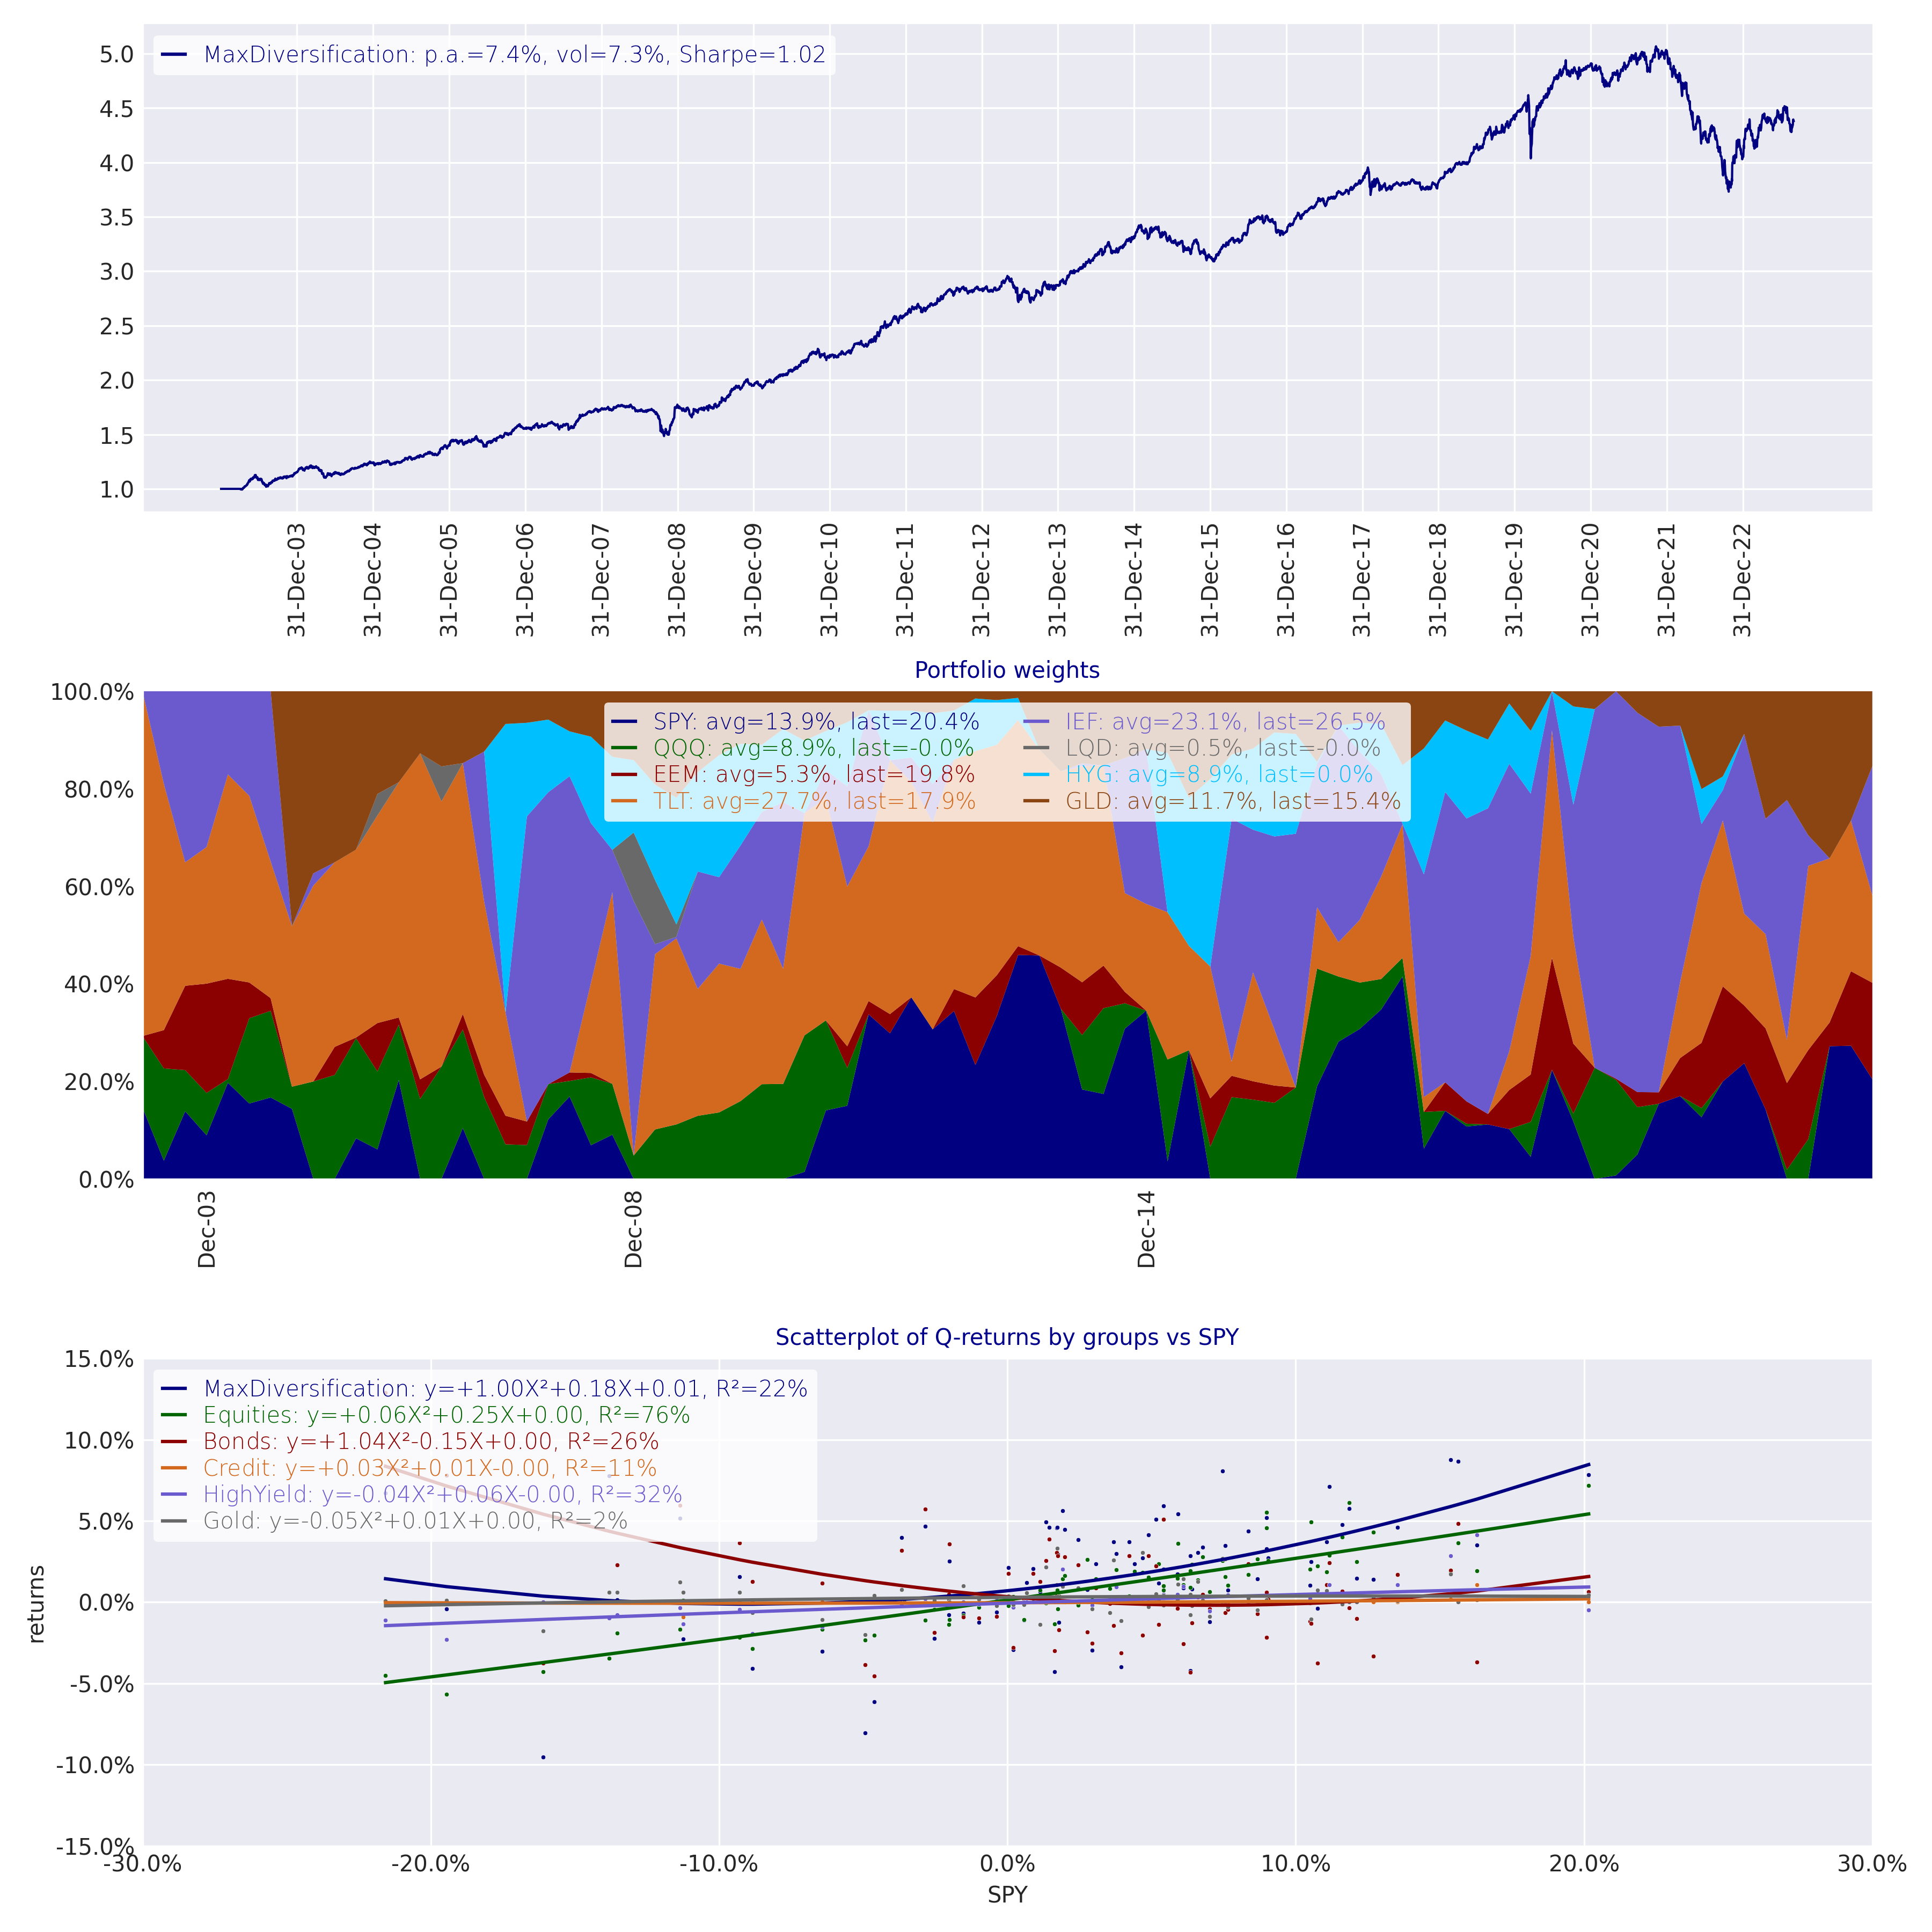 MaxDiversification: p.a.=7.4%, vol=7.3%, Sharpe=1.02
5.0
4.5
4.0
3.5
3.0
2.5
2.0
1.5
1.0
31-Dec-03
31-Dec-04
31-Dec-05
31-Dec-06
31-Dec-07
31-Dec-08
31-Dec-09
31-Dec-10
31-Dec-11
31-Dec-12
31-Dec-13
31-Dec-14
31-Dec-15
31-Dec-16
31-Dec-17
31-Dec-18
31-Dec-19
31-Dec-20
31-Dec-21
31-Dec-22
Portfolio weights
100.0%
80.0%
60.0%
40.0%
20.0%
0.0%
SPY: avg=13.9%, last=20.4%
QQQ: avg=8.9%, last=-0.0%
EEM: avg=5.3%, last=19.8%
TLT: avg=27.7%, last=17.9%
IEF: avg=23.1%, last=26.5%
LQD: avg=0.5%, last=-0.0%
HYG: avg=8.9%, last=0.0%
GLD: avg=11.7%, last=15.4%
Dec-03
Dec-08
Dec-14
Scatterplot of Q-returns by groups vs SPY
15.0%
10.0%
5.0%
0.0%
-5.0%
-10.0%
-15.0%
returns
MaxDiversification: y=+1.00X²+0.18X+0.01, R²=22%
Equities: y=+0.06X²+0.25X+0.00, R²=76%
Bonds: y=+1.04X²-0.15X+0.00, R²=26%
Credit: y=+0.03X²+0.01X-0.00, R²=11%
HighYield: y=-0.04X²+0.06X-0.00, R²=32%
Gold: y=-0.05X²+0.01X+0.00, R²=2%
-30.0%
-20.0%
-10.0%
0.0%
10.0%
20.0%
30.0%
SPY